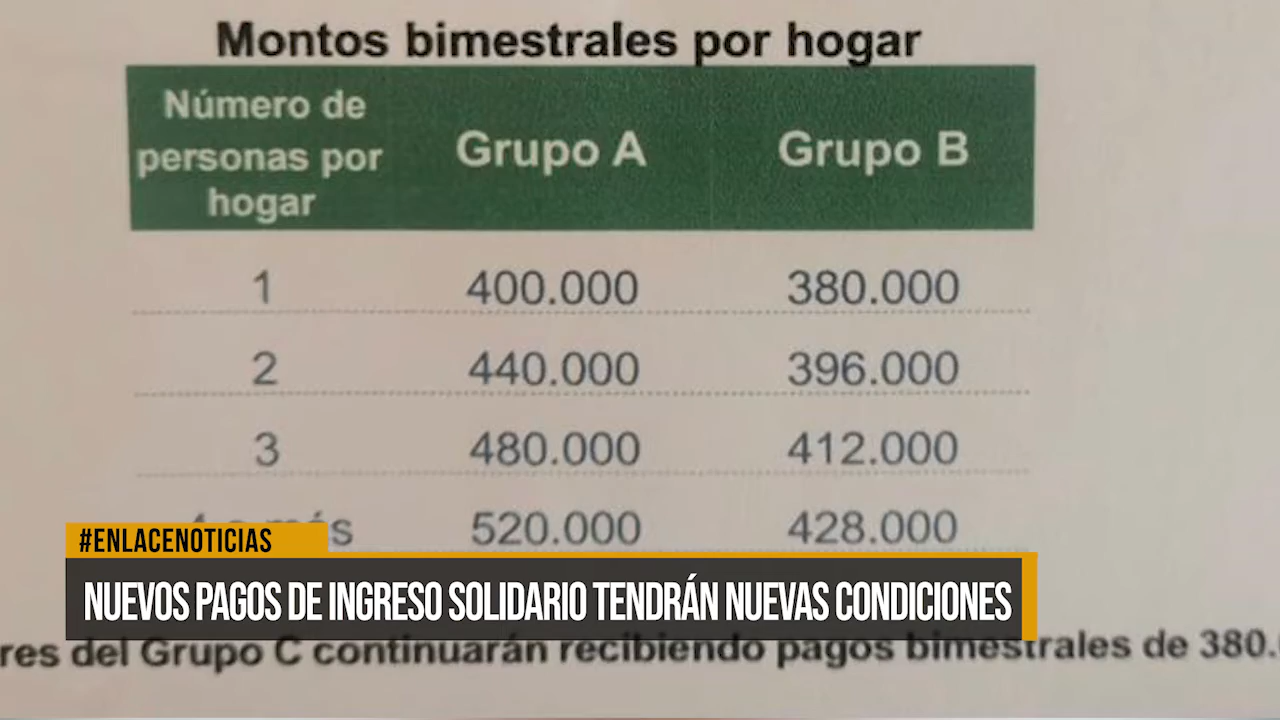 Montos bimestrales por hogar
Número de
personas por
hogar
Grupo A
Grupo B
1 400.000 380.000
2 440.000 396.000
3 480.000 412.000
520.000 428.000
#ENLACENOTICIAS
NUEVOS PAGOS DE INGRESO SOLIDARIO TENDRÁN NUEVAS CONDICIONES
del Grupo C continuarán recibiendo pagos bimestrales de 380.